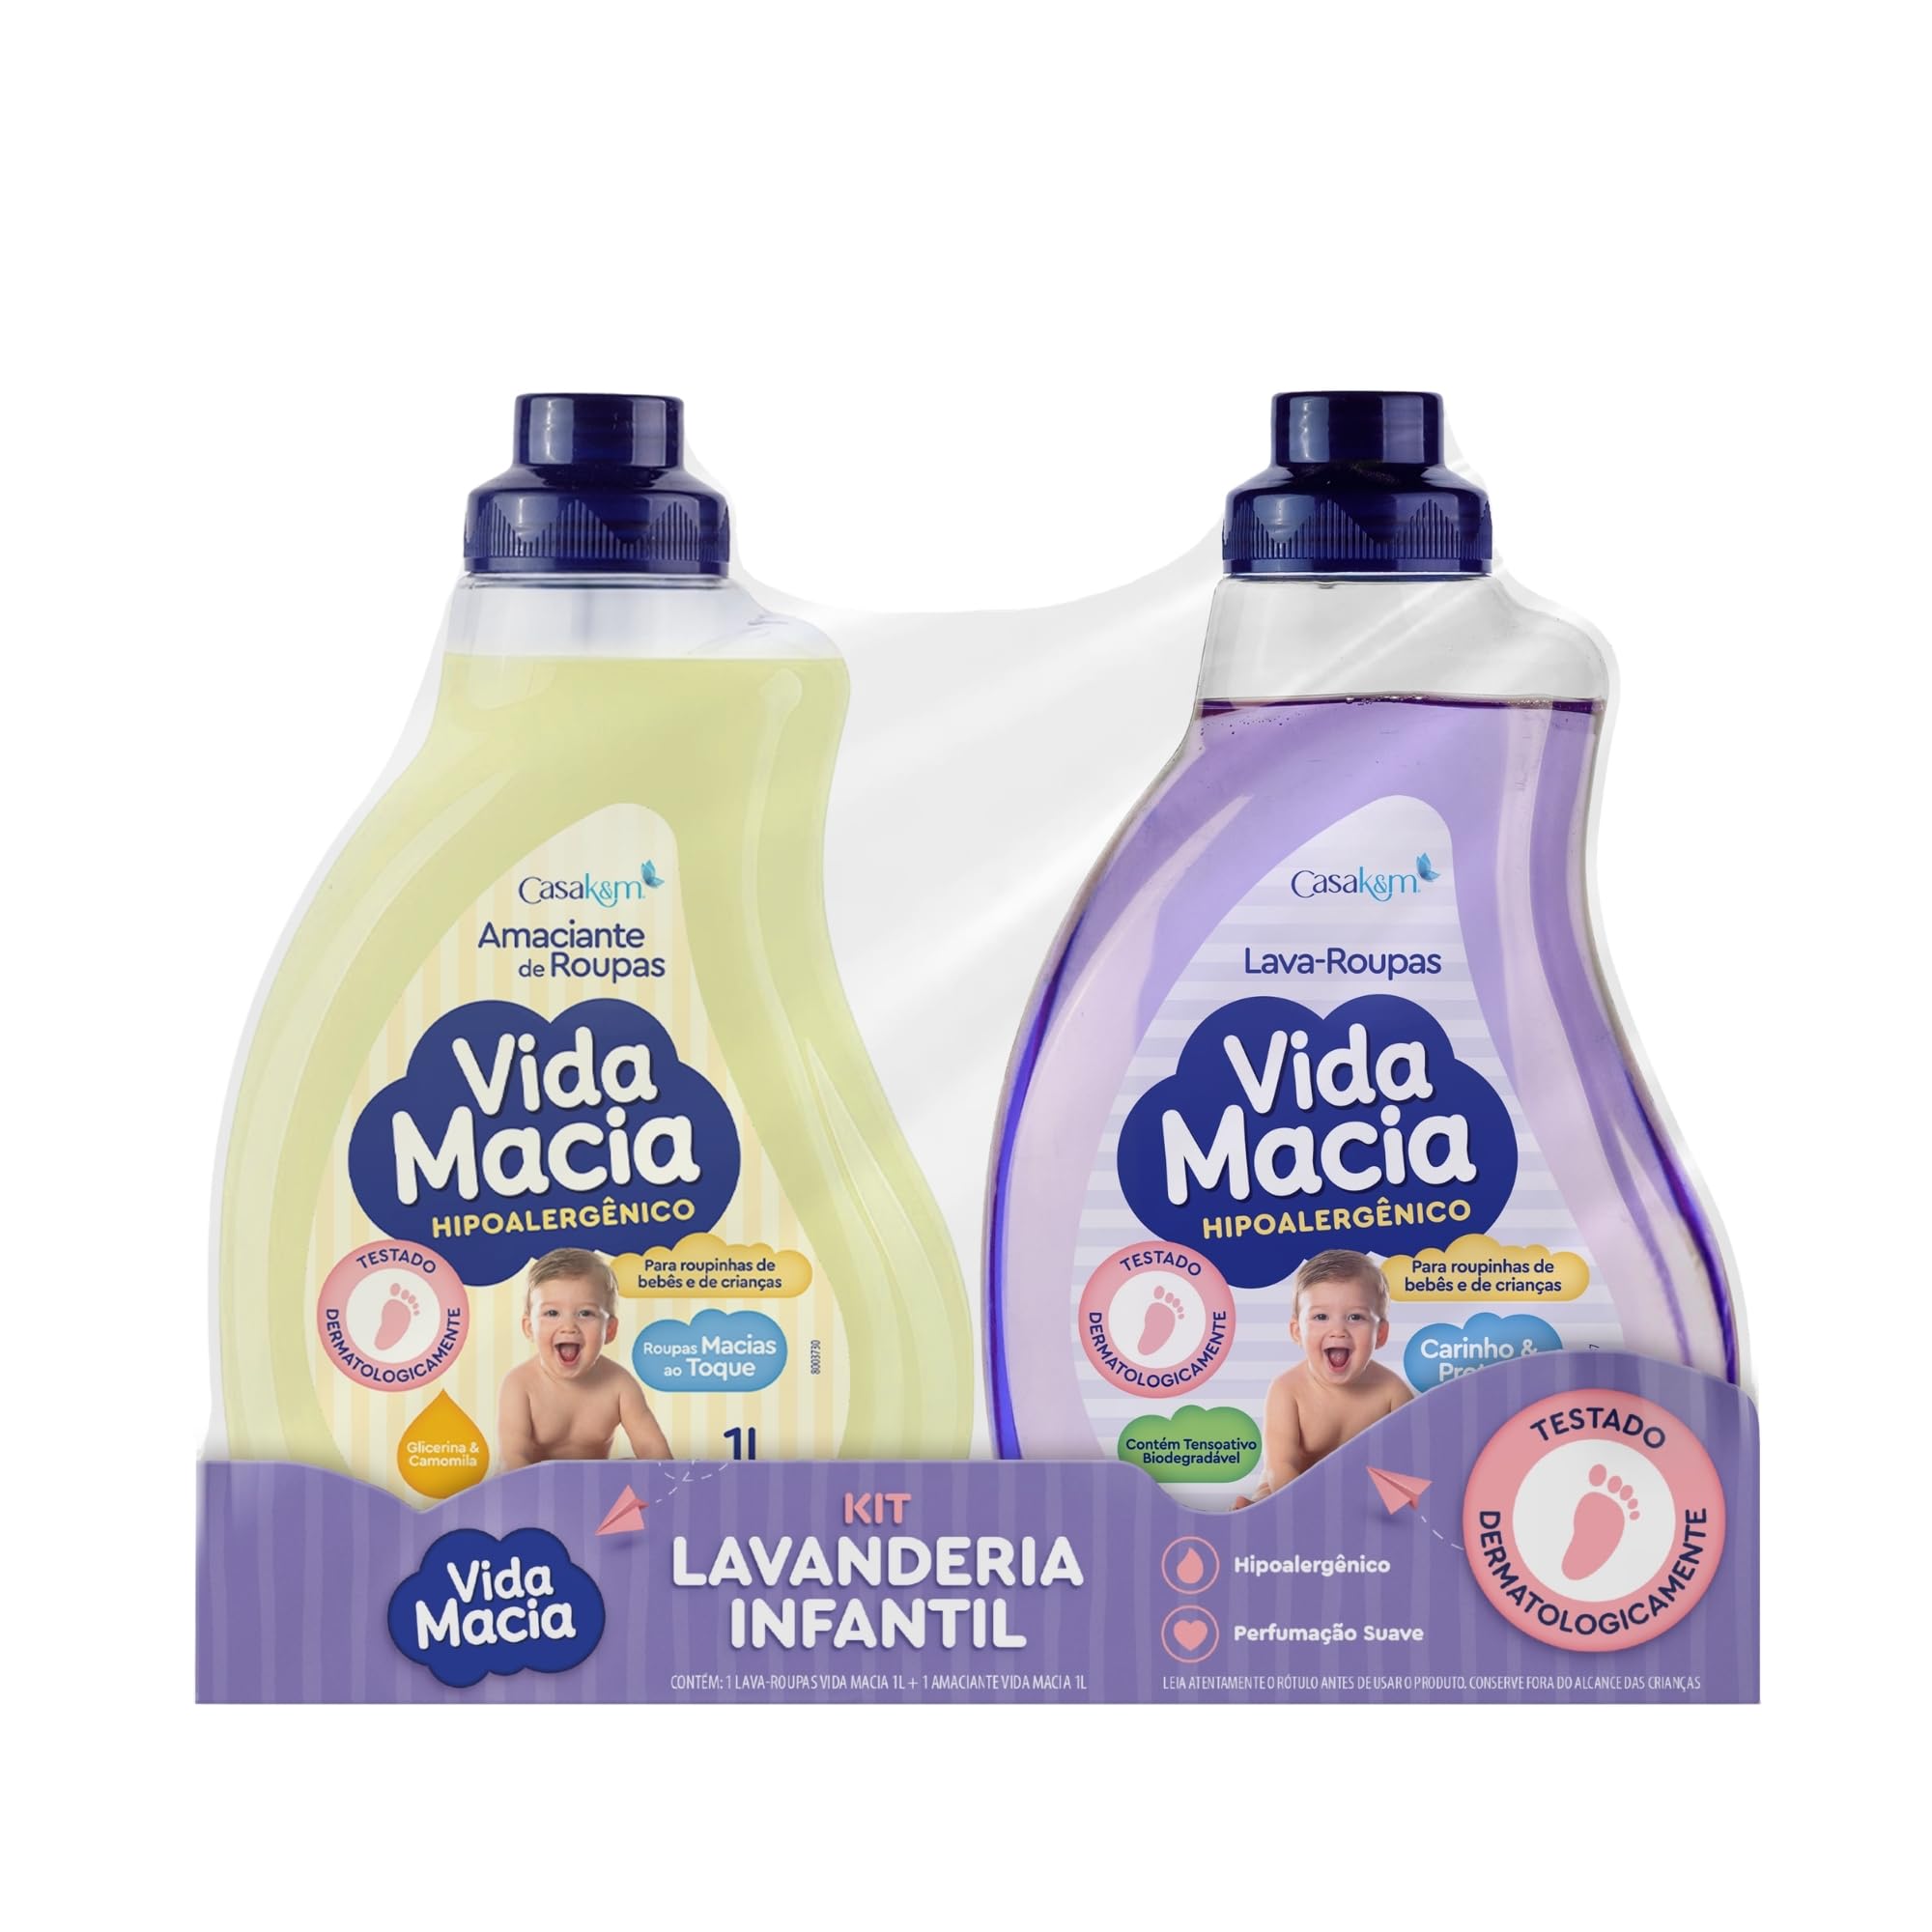 Casak&m
Amaciante
de Roupas
Vida
Macia
HIPOALERGÊNICO
TESTADO
DERMATOLOGICAMENTE
Para roupinhas de
bebês e de crianças
Roupas Macias
ao Toque
8003730
Glicerina &
Camomila
1L
Casak&m
Lava-Roupas
Vida
Macia
HIPOALERGÊNICO
TESTADO
DERMATOLOGICAMENTE
Para roupinhas de
bebês e de crianças
Carinho &
Contém Tensoativo
Biodegradável
Vida
Macia
KIT
LAVANDERIA
INFANTIL
CONTÉM: 1 LAVA-ROUPAS VIDA MACIA 1L + 1 AMACIANTE VIDA MACIA 1L
Hipoalergênico
Perfumação Suave
LEIA ATENTAMENTE O RÓTULO ANTES DE USAR O PRODUTO. CONSERVE FORA DO ALCANCE DAS CRIANÇAS
TESTADO
DERMATOLOGICAMENTE